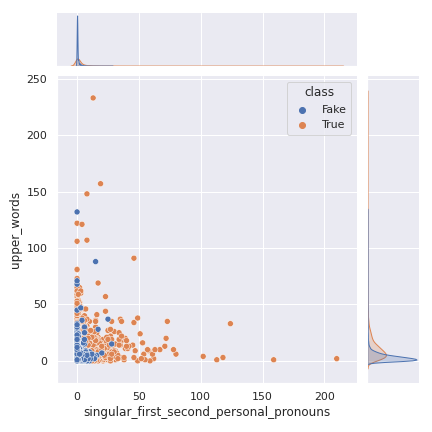 class
Fake
True
250
200
150
100
50
0
upper_words
0 50 100 150 200
singular_first_second_personal_pronouns